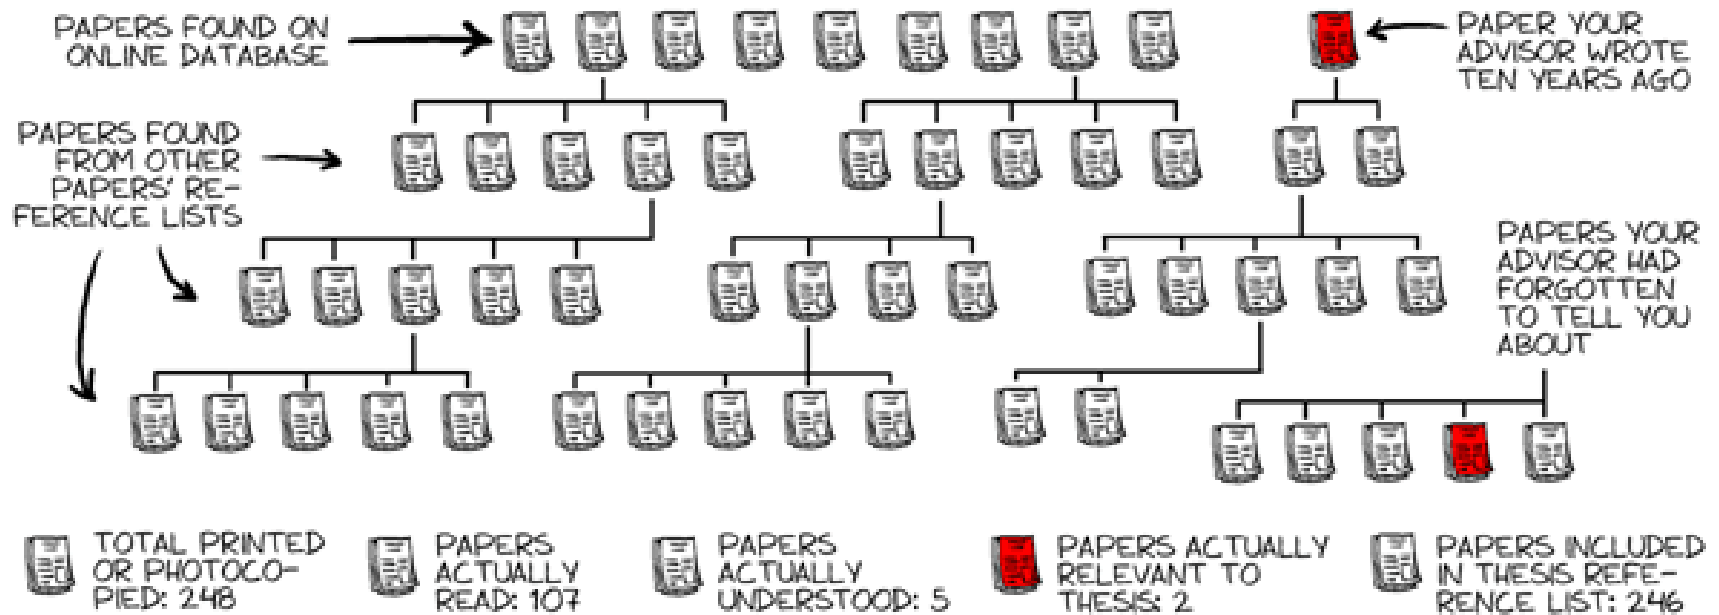 PAPERS FOUND ON
ONLINE DATABASE
PAPER YOUR
ADVISOR WROTE
TEN YEARS AGO
PAPERS FOUND
FROM OTHER
PAPERS' RE-
FERENCE LISTS
PAPERS YOUR
ADVISOR HAD
FORGOTTEN
TO TELL YOU
ABOUT
TOTAL PRINTED
OR PHOTOCO-
PIED: 248
PAPERS
ACTUALLY
READ: 107
PAPERS
ACTUALLY
UNDERSTOOD: 5
PAPERS ACTUALLY
RELEVANT TO
THESIS: 2
PAPERS INCLUDED
IN THESIS REFE-
RENCE LIST: 246